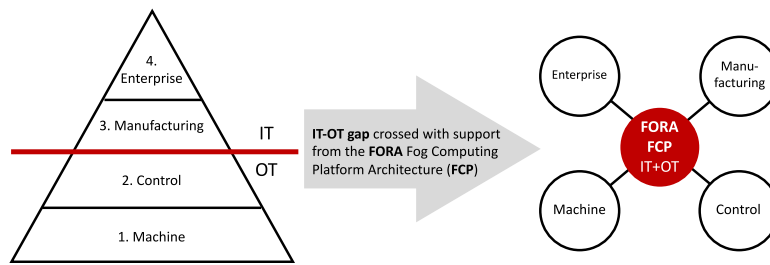 4.
Enterprise
3. Manufacturing
IT
OT
2. Control
1. Machine
IT-OT gap crossed with support
from the FORA Fog Computing
Platform Architecture (FCP)
Enterprise
Manu-
facturing
FORA
FCP
IT+OT
Machine
Control